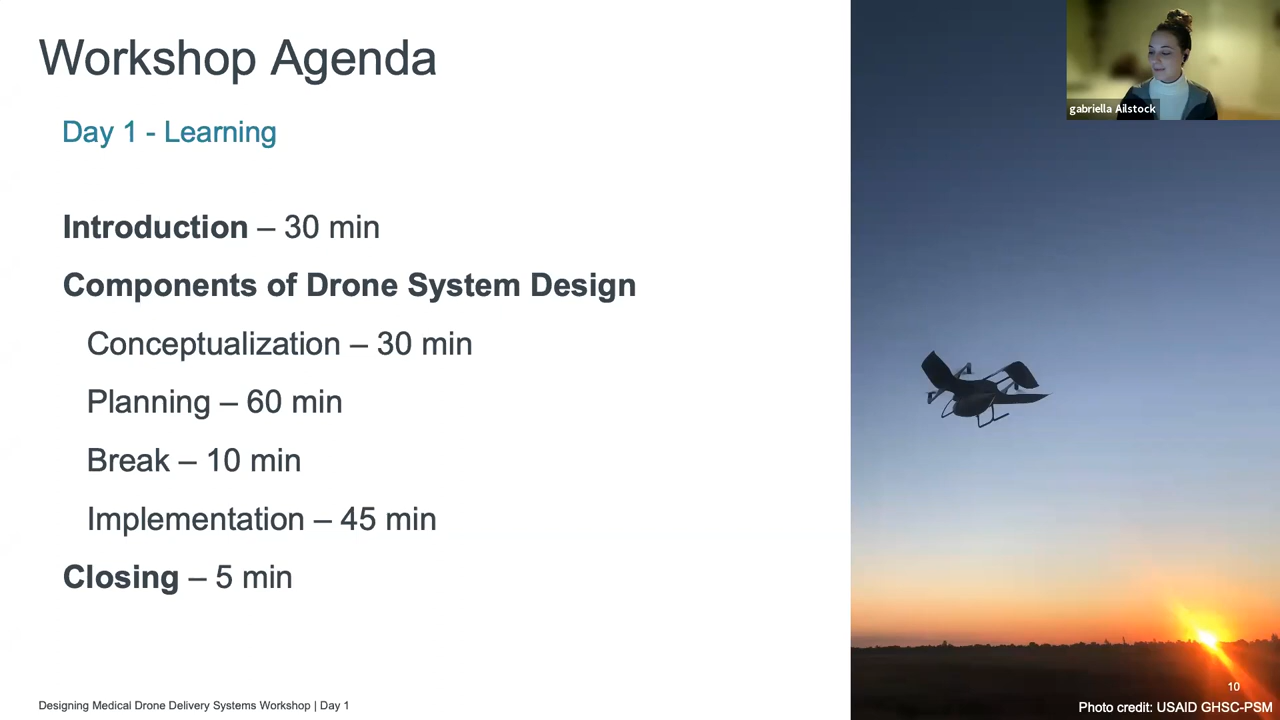 Workshop Agenda
Day 1 - Learning
Introduction – 30 min
Components of Drone System Design
Conceptualization – 30 min
Planning – 60 min
Break – 10 min
Implementation – 45 min
Closing – 5 min
gabriella Ailstock
10
Designing Medical Drone Delivery Systems Workshop | Day 1
Photo credit: USAID GHSC-PSM